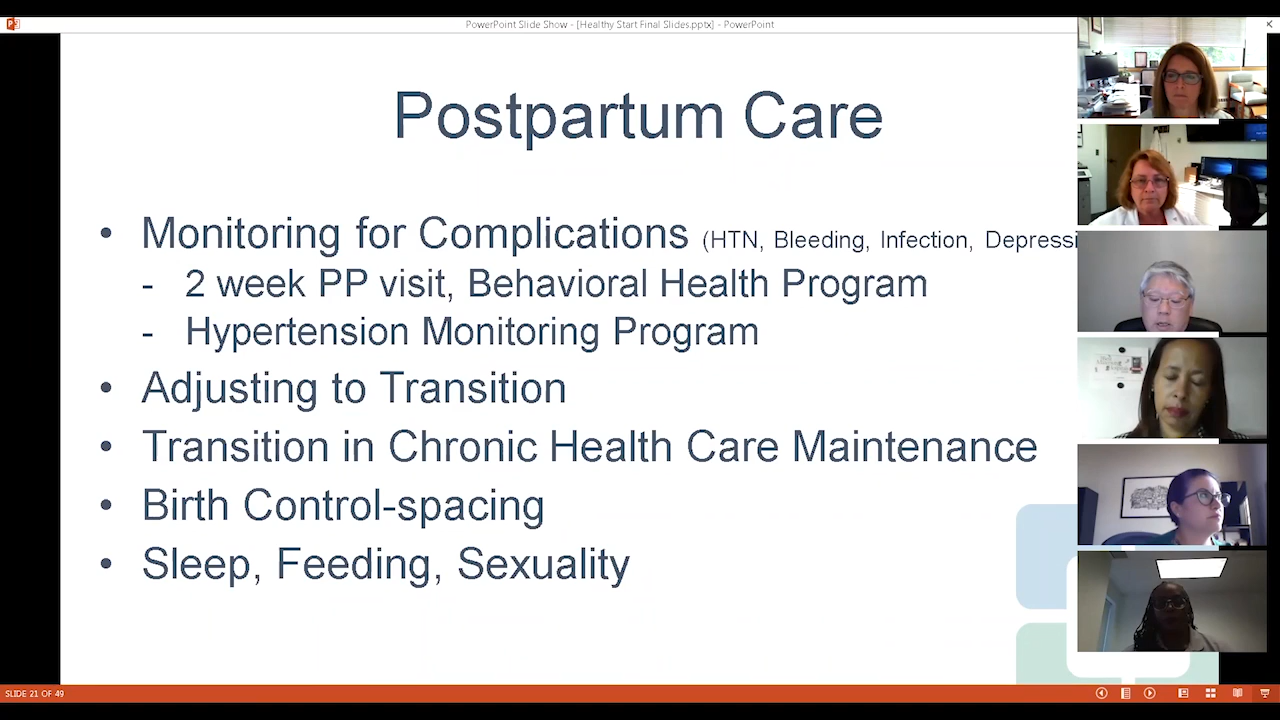 PowerPoint Slide Show - [Healthy Start Final Slides.pptx] - PowerPoint
Postpartum Care
• Monitoring for Complications (HTN, Bleeding, Infection, Depressi
- 2 week PP visit, Behavioral Health Program
- Hypertension Monitoring Program
• Adjusting to Transition
• Transition in Chronic Health Care Maintenance
• Birth Control-spacing
• Sleep, Feeding, Sexuality
SLIDE 21 OF 49